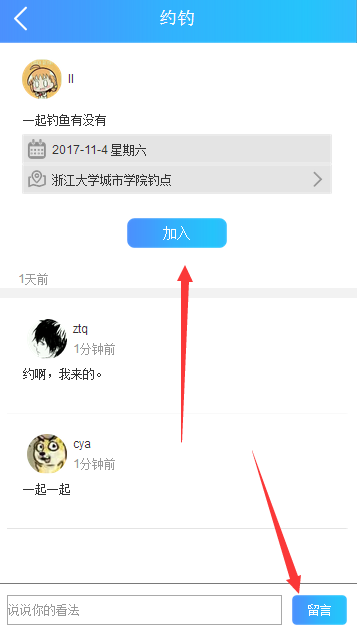 约钓
ll
一起钓鱼有没有
2017-11-4 星期六
浙江大学城市学院钓点
加入
1天前
ztq
1分钟前
约啊，我来的。
cya
1分钟前
一起一起
说说你的看法
留言